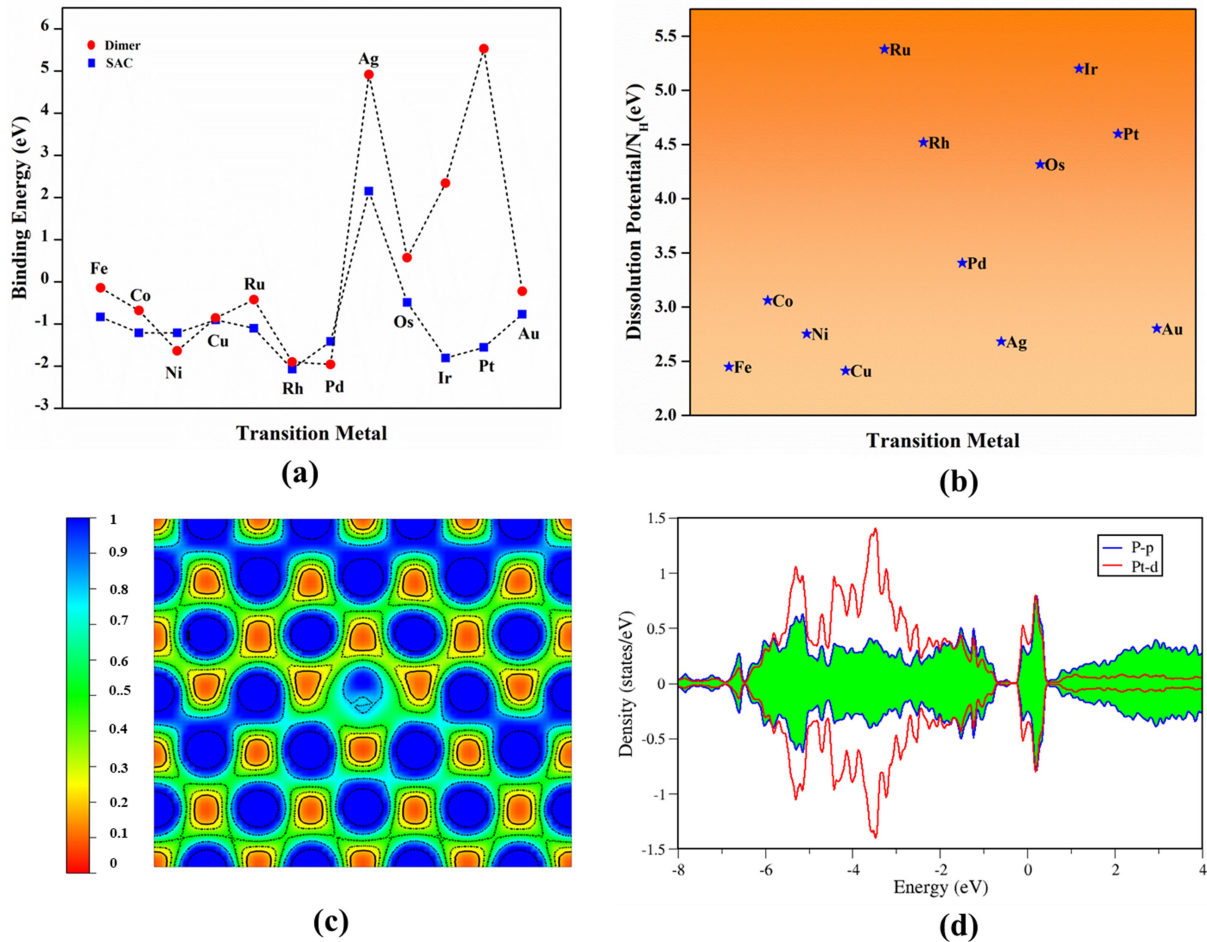 6.5
6
5
4
3
2
1
0
-1
-2
-3
Binding Energy (eV)
Dimer
SAC
Fe
Co
Ni
Cu
Ru
Rh
Pd
Ag
Os
Ir
Pt
Au
Transition Metal
(a)
5.5
5.0
4.5
4.0
3.5
3.0
2.5
2.0
Dissolution Potential/N_H(eV)
Ru
Ir
Rh
Pt
Os
Pd
Co
Ni
Ag
Au
Fe
Cu
Transition Metal
(b)
1
0.9
0.8
0.7
0.6
0.5
0.4
0.3
0.2
0.1
0
(c)
1.5
1
0.5
0
-0.5
-1
-1.5
Density (states/eV)
P-p
Pt-d
-8 -6 -4 -2 0 2 4
Energy (eV)
(d)